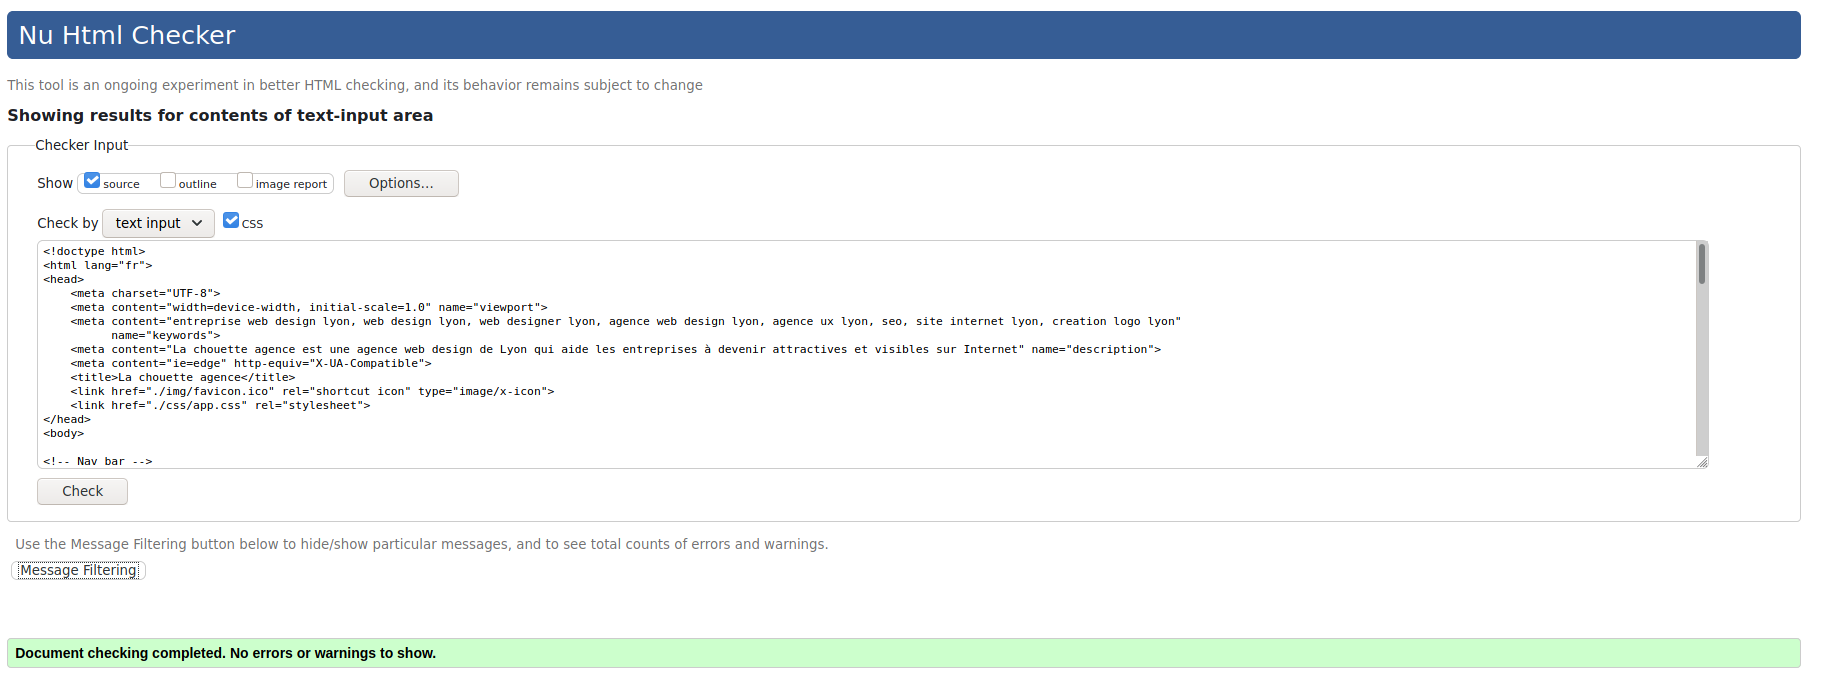 Nu Html Checker
This tool is an ongoing experiment in better HTML checking, and its behavior remains subject to change
Showing results for contents of text-input area
Checker Input
Show source outline image report Options...
Check by text input css
<!doctype html>
<html lang="fr">
<head>
    <meta charset="UTF-8">
    <meta content="width=device-width, initial-scale=1.0" name="viewport">
    <meta content="entreprise web design lyon, web design lyon, web designer lyon, agence web design lyon, agence ux lyon, seo, site internet lyon, creation logo lyon"
          name="keywords">
    <meta content="La chouette agence est une agence web design de Lyon qui aide les entreprises à devenir attractives et visibles sur Internet" name="description">
    <meta content="ie=edge" http-equiv="X-UA-Compatible">
    <title>La chouette agence</title>
    <link href="./img/favicon.ico" rel="shortcut icon" type="image/x-icon">
    <link href="./css/app.css" rel="stylesheet">
</head>
<body>
<!-- Nav bar -->
Check
Use the Message Filtering button below to hide/show particular messages, and to see total counts of errors and warnings.
Message Filtering
Document checking completed. No errors or warnings to show.